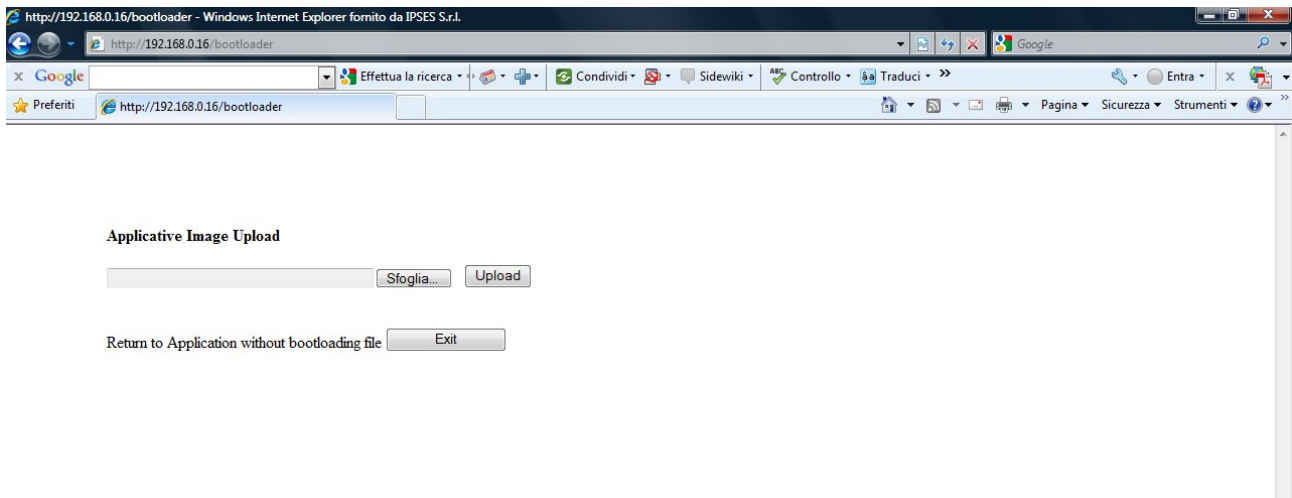 http://192.168.0.16/bootloader - Windows Internet Explorer fornito da IPSES S.r.l.
http://192.168.0.16/bootloader Google
x Google Effettua la ricerca Condividi Sidewiki ABC Controllo âa Traduci >> Entra x
Preferiti http://192.168.0.16/bootloader Pagina Sicurezza Strumenti >>
Applicative Image Upload
Sfoglia... Upload
Return to Application without bootloading file Exit